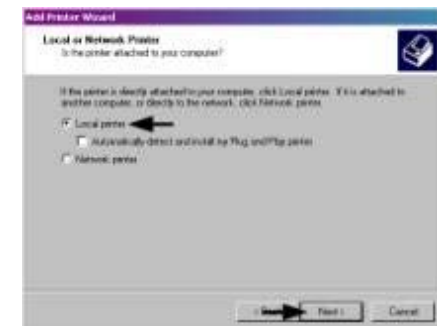 Add Printer Wizard
Local or Network Printer
Is the printer attached to your computer?
If the printer is directly attached to your computer, click Local printer. If it is attached to
another computer, or directly to the network, click Network printer.
Local printer
Automatically detect and install my Plug and Play printer
Network printer
Next >
Cancel